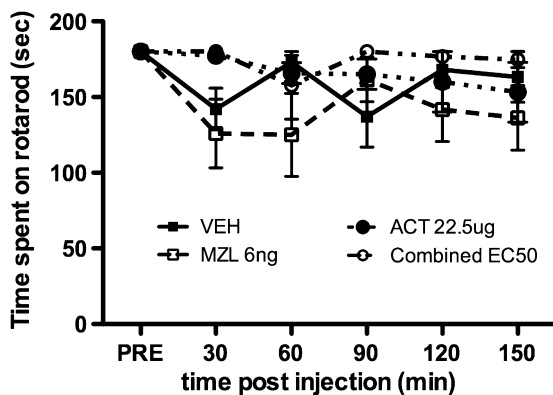 Time spent on rotarod (sec)
200
150
100
50
0
VEH
MZL 6ng
ACT 22.5ug
Combined EC50
PRE 30 60 90 120 150
time post injection (min)